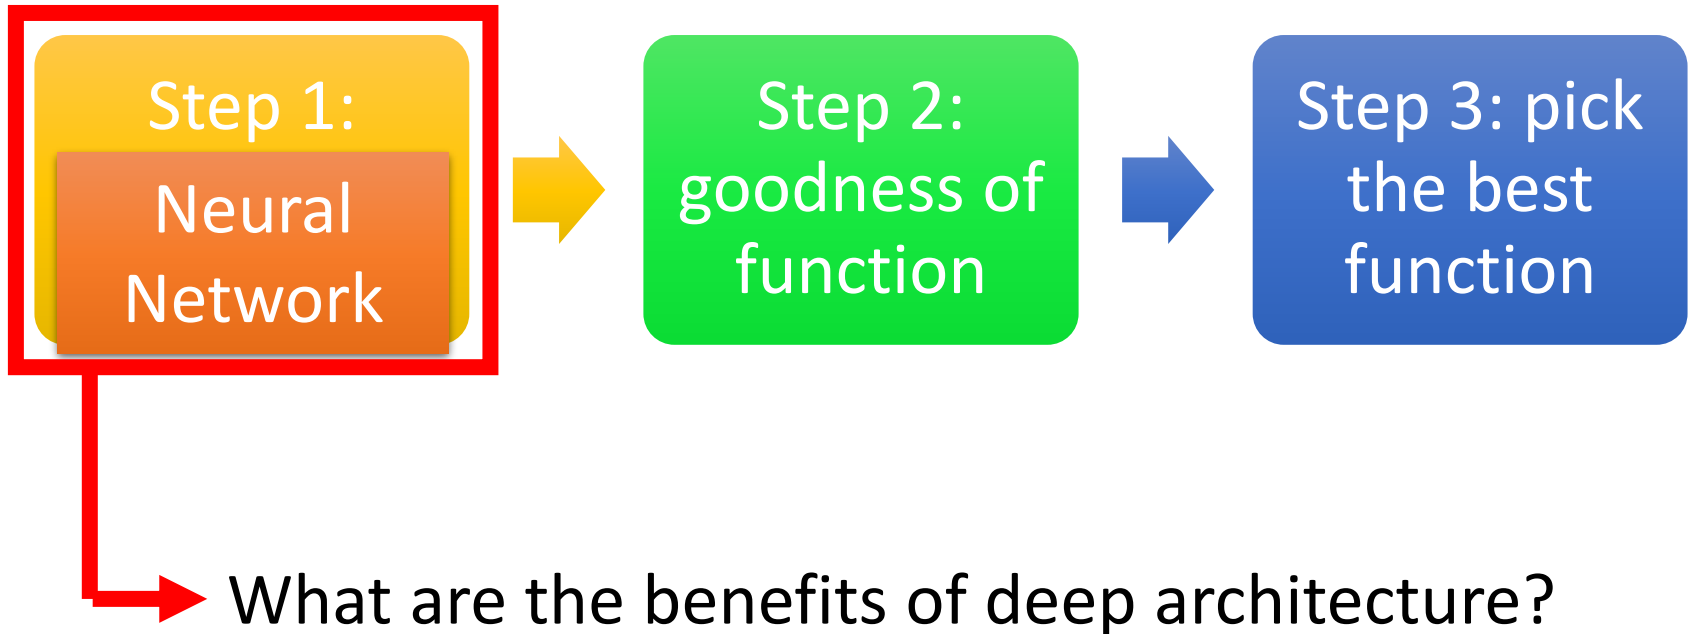 Step 1:
Neural
Network
Step 2:
goodness of
function
Step 3: pick
the best
function
What are the benefits of deep architecture?